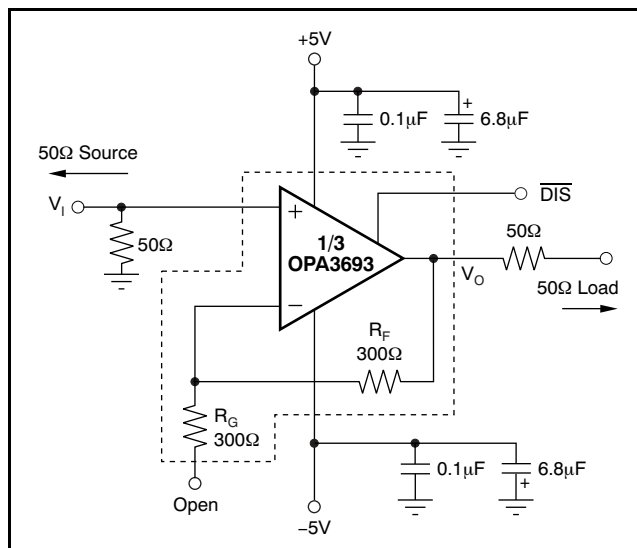 +5V
0.1μF
+
6.8μF
50Ω Source
V_I
50Ω
+
1/3
OPA3693
−
D̅I̅S̅
50Ω
V_O
50Ω Load
R_F
300Ω
R_G
300Ω
Open
−5V
0.1μF
6.8μF
+